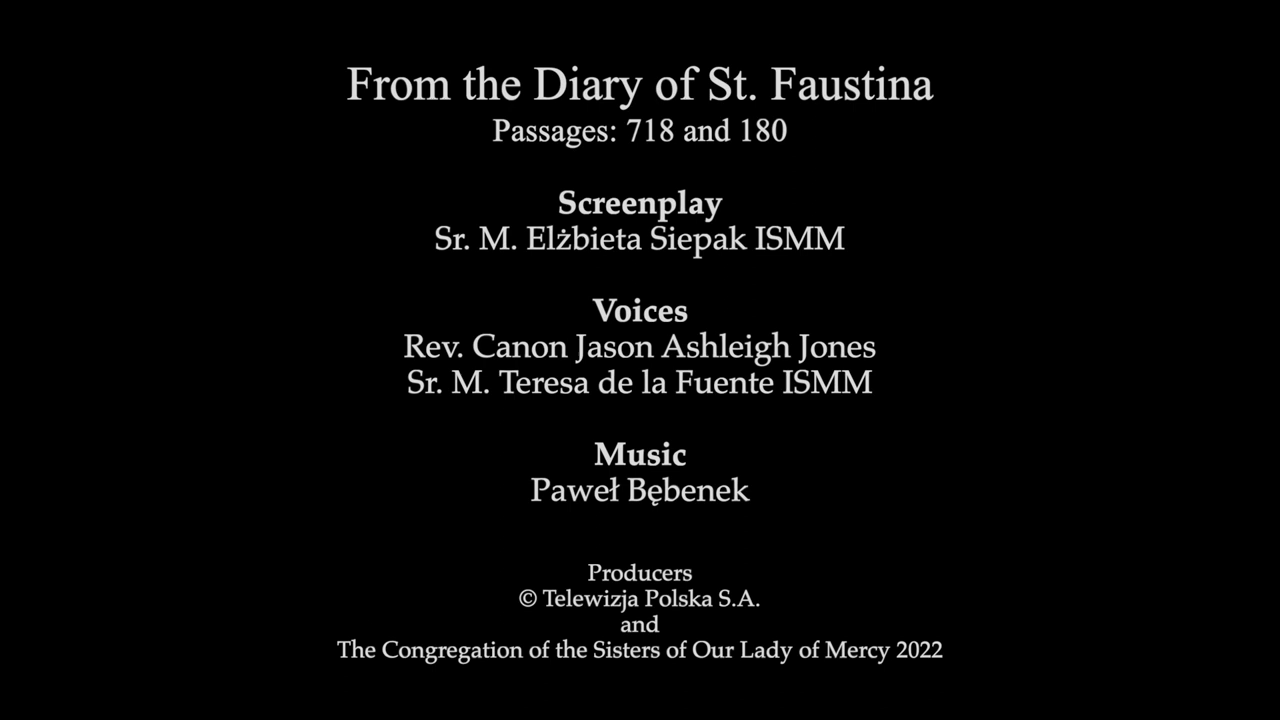 From the Diary of St. Faustina
Passages: 718 and 180
Screenplay
Sr. M. Elżbieta Siepak ISMM
Voices
Rev. Canon Jason Ashleigh Jones
Sr. M. Teresa de la Fuente ISMM
Music
Paweł Bębenek
Producers
© Telewizja Polska S.A.
and
The Congregation of the Sisters of Our Lady of Mercy 2022